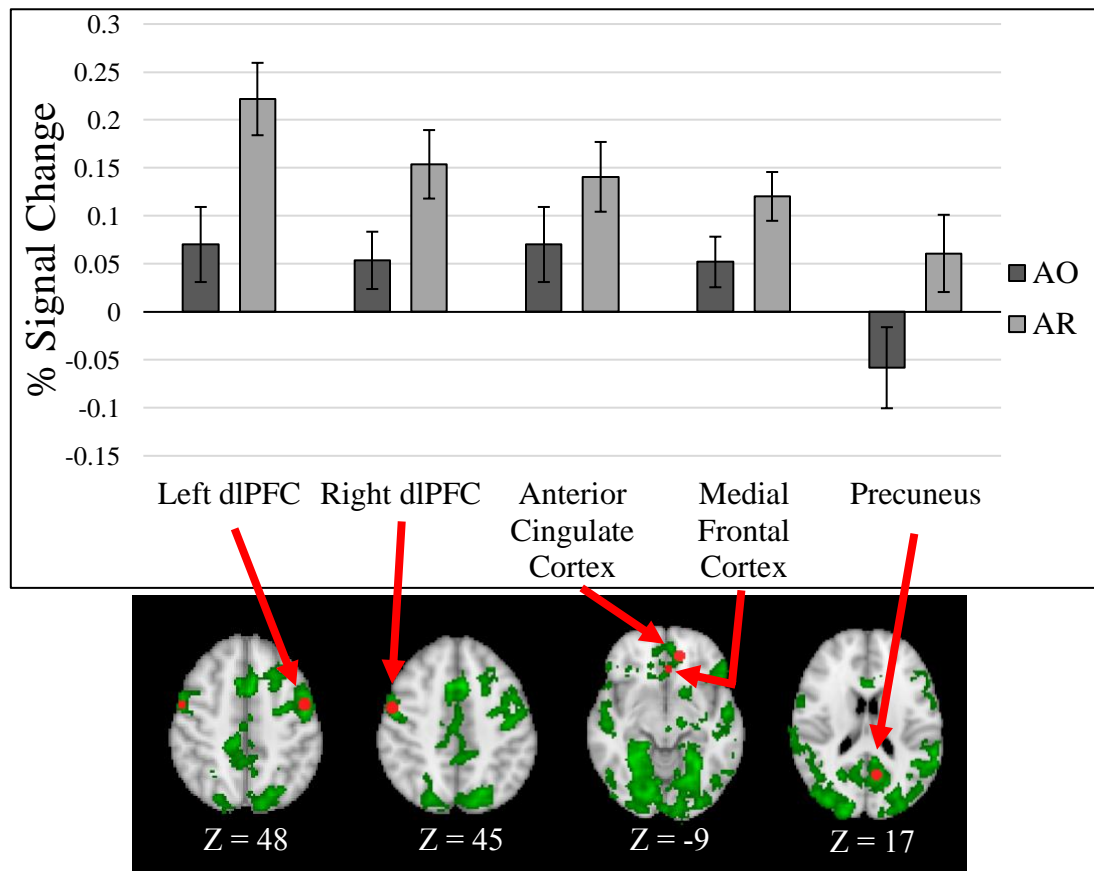 % Signal Change
0.3
0.25
0.2
0.15
0.1
0.05
0
-0.05
-0.1
-0.15
AO
AR
Left dlPFC
Right dlPFC
Anterior
Cingulate
Cortex
Medial
Frontal
Cortex
Precuneus
Z = 48
Z = 45
Z = -9
Z = 17